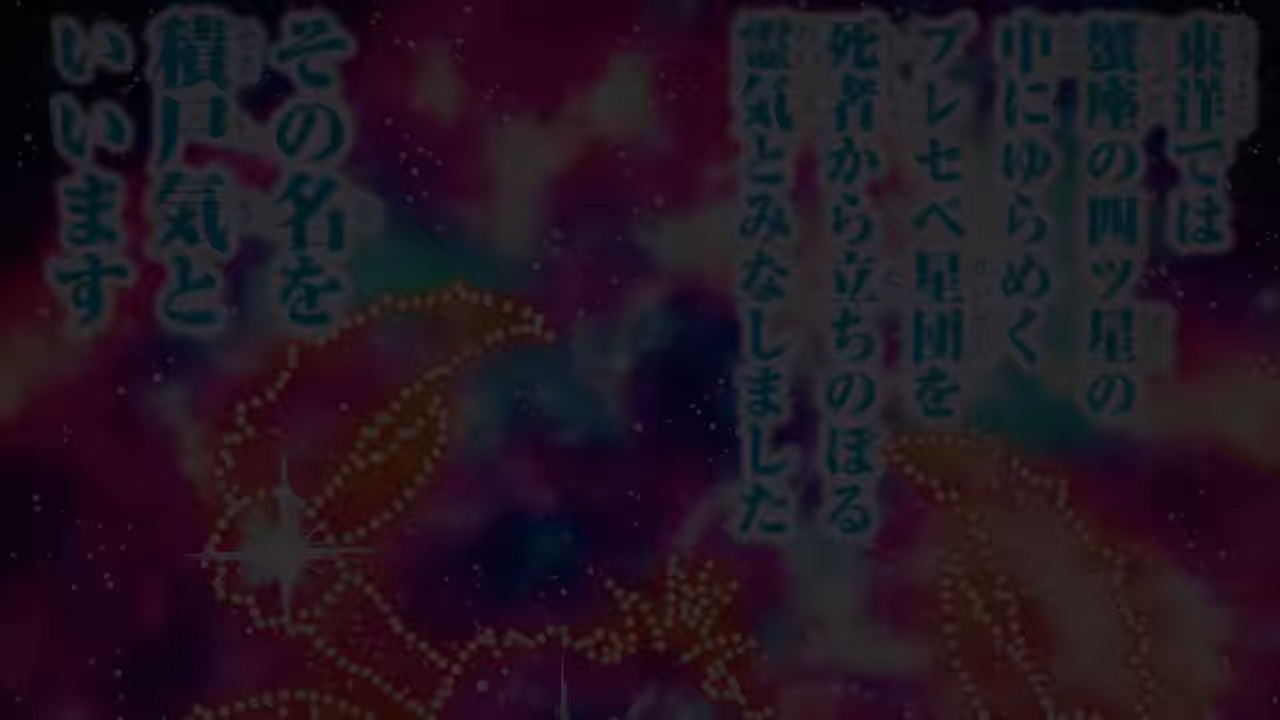 東洋では
蟹座の四ッ星の
中にゆらめく
プレセペ星団を
死者から立ちのぼる
霊気とみなしました
その名を
積尸気と
いいます